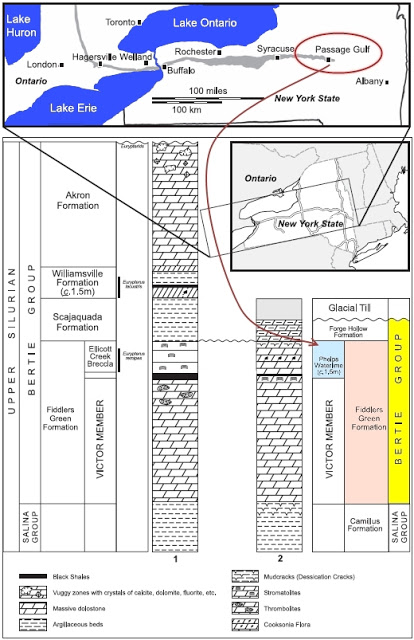 Lake
Huron
Toronto
Lake Ontario
London
Hagersville
Welland
Rochester
Syracuse
Passage Gulf
Ontario
Buffalo
Albany
100 miles
100 km
New York State
Lake Erie
Ontario
New York State
Eurypterids
Akron
Formation
Williamsville
Formation
(c.1.5m)
Eurypterus
lacustris
Scajaquada
Formation
Ellicott
Creek
Breccia
Eurypterus
remipes
Fiddlers
Green
Formation
VICTOR MEMBER
UPPER SILURIAN
BERTIE GROUP
SALINA
GROUP
Glacial Till
Forge Hollow
Formation
Phelps
Waterlime
(c.1.5m)
Fiddlers
Green
Formation
VICTOR MEMBER
BERTIE GROUP
Camillus
Formation
SALINA
GROUP
1
2
Black Shales
Vuggy zones with crystals of calcite, dolomite, fluorite, etc.
Massive dolostone
Argillaceous beds
Mudcracks (Dessication Cracks)
Stromatolites
Thrombolites
Cooksonia Flora